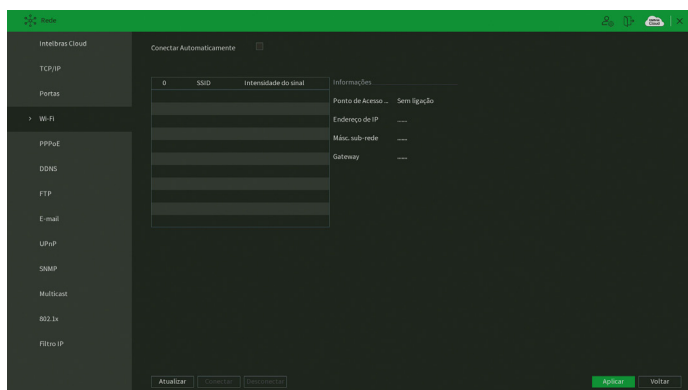 Rede
Intelbras Cloud
TCP/IP
Portas
Wi-Fi
PPPoE
DDNS
FTP
E-mail
UPnP
SNMP
Multicast
802.1x
Filtro IP
Conectar Automaticamente
0 SSID Intensidade do sinal
Informações
Ponto de Acesso ... Sem ligação
Endereço de IP ......
Másc. sub-rede ......
Gateway ......
Atualizar Conectar Desconectar
Aplicar Voltar